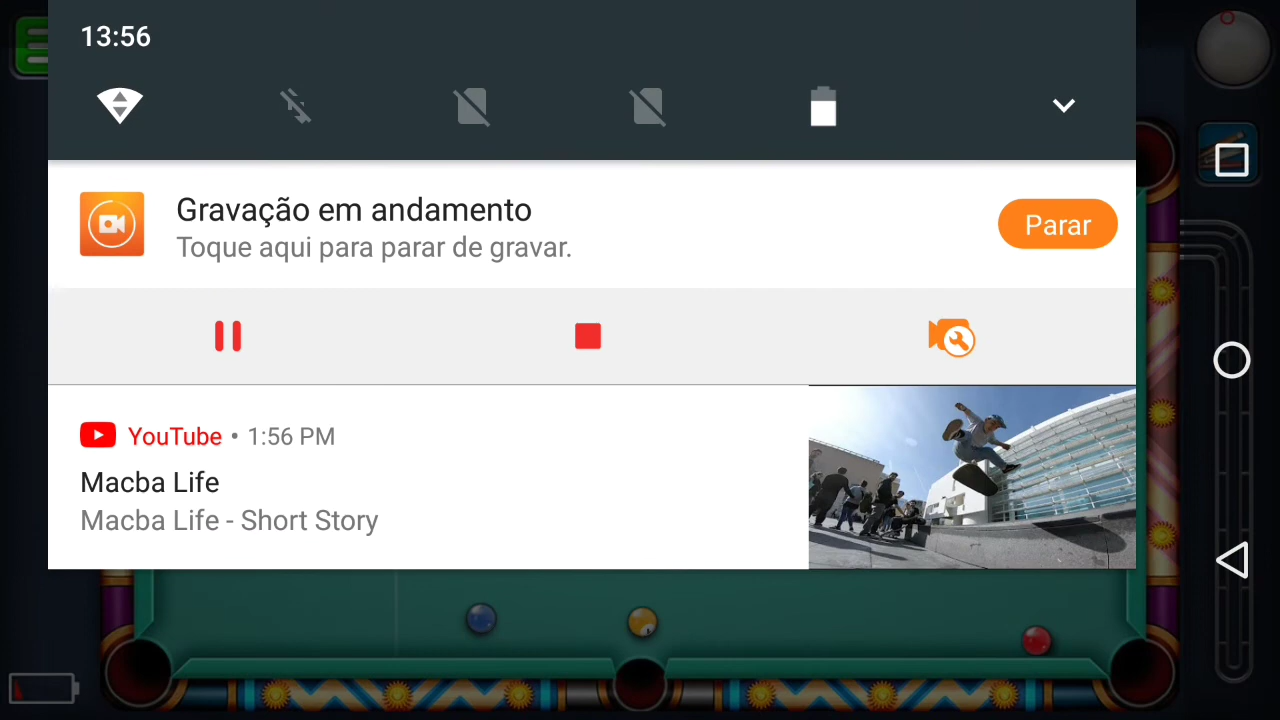 13:56
Gravação em andamento
Toque aqui para parar de gravar.
Parar
YouTube • 1:56 PM
Macba Life
Macba Life - Short Story